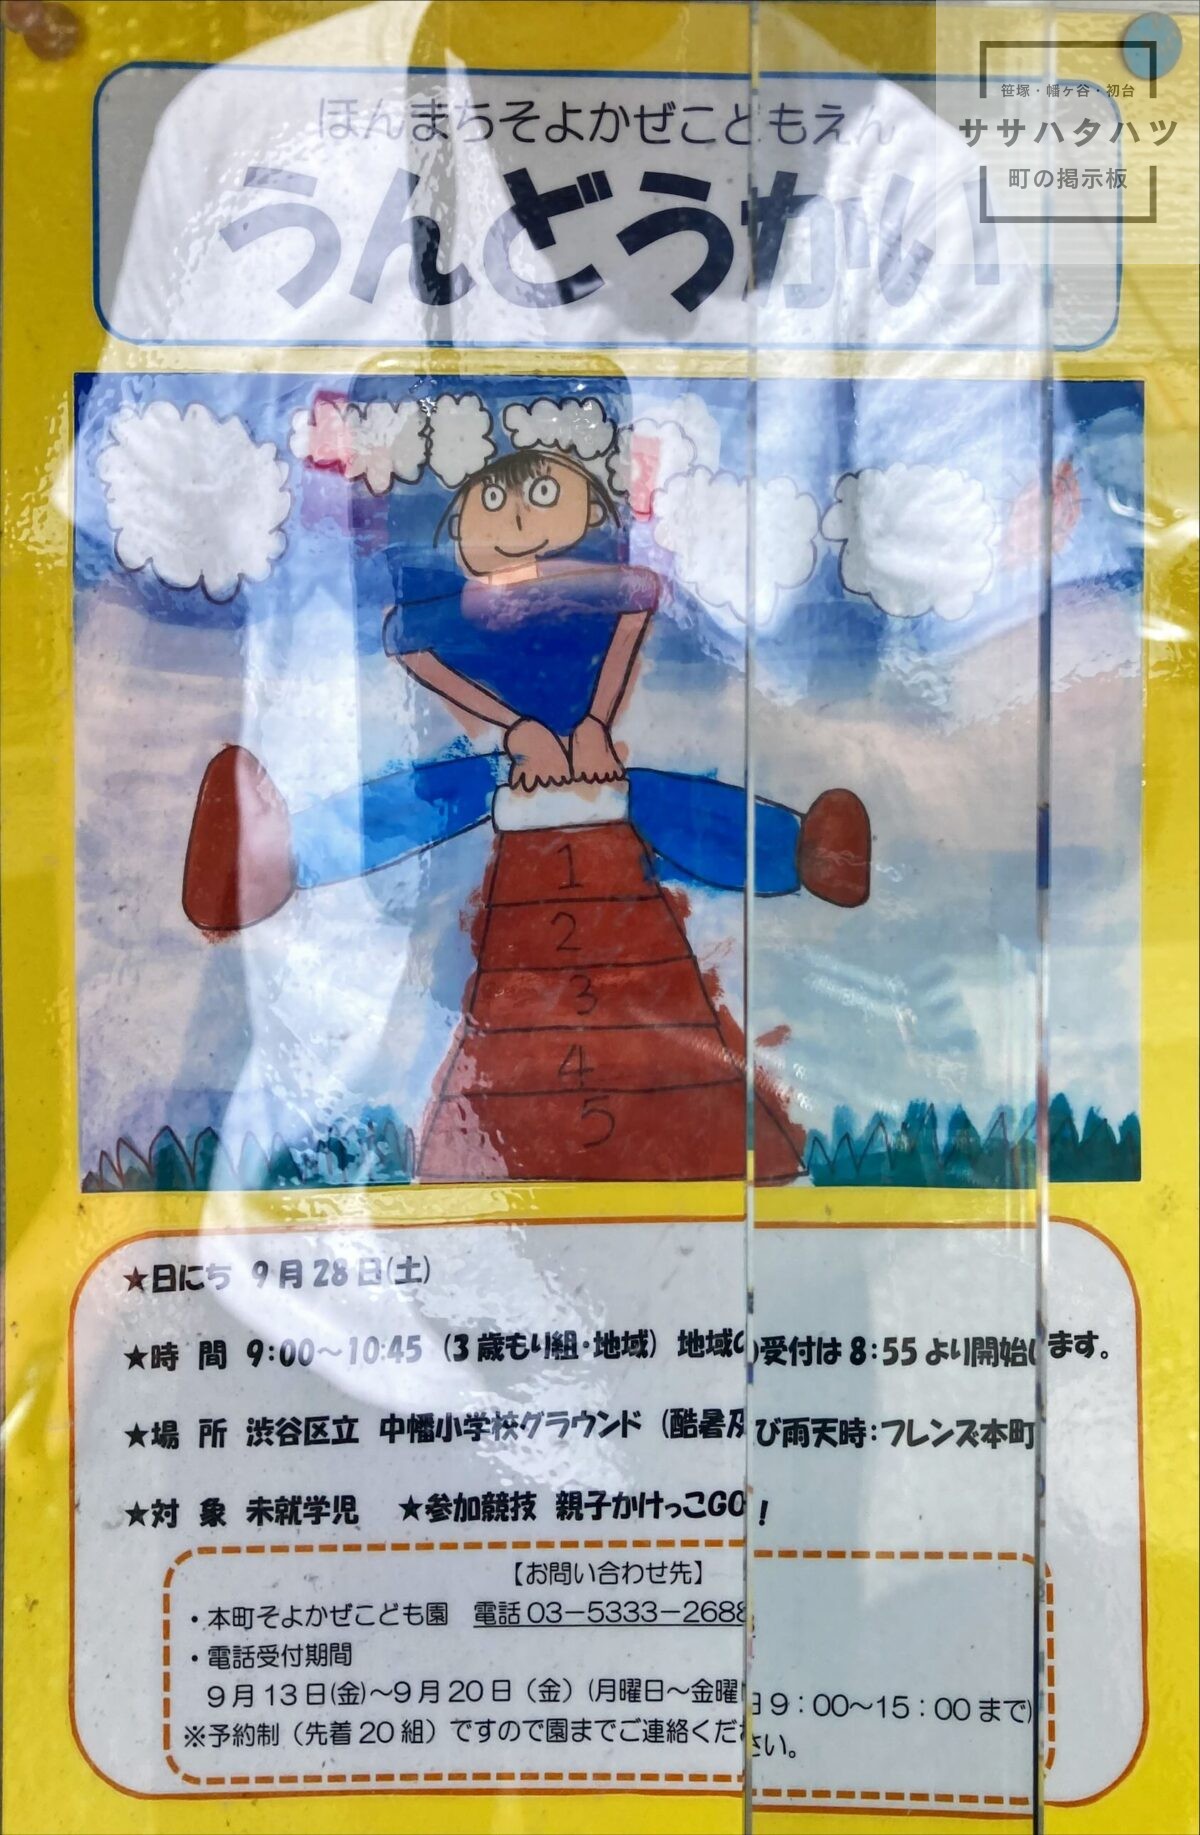 笹塚・幡ヶ谷・初台
ササハタハツ
町の掲示板
ほんまちそよかぜこどもえん
うんどうかい
1
2
3
4
5
★日にち 9月28日(土)
★時 間 9:00～10:45 (3歳もり組・地域) 地域の受付は8:55より開始します。
★場 所 渋谷区立 中幡小学校グラウンド (酷暑及び雨天時:フレンズ本町
★対 象 未就学児 ★参加競技 親子かけっこGO!
【お問い合わせ先】
・本町そよかぜこども園 電話03－5333－2688
・電話受付期間
9月13日(金)～9月20日(金)(月曜日～金曜日9:00～15:00まで)
※予約制(先着20組)ですので園までご連絡ください。